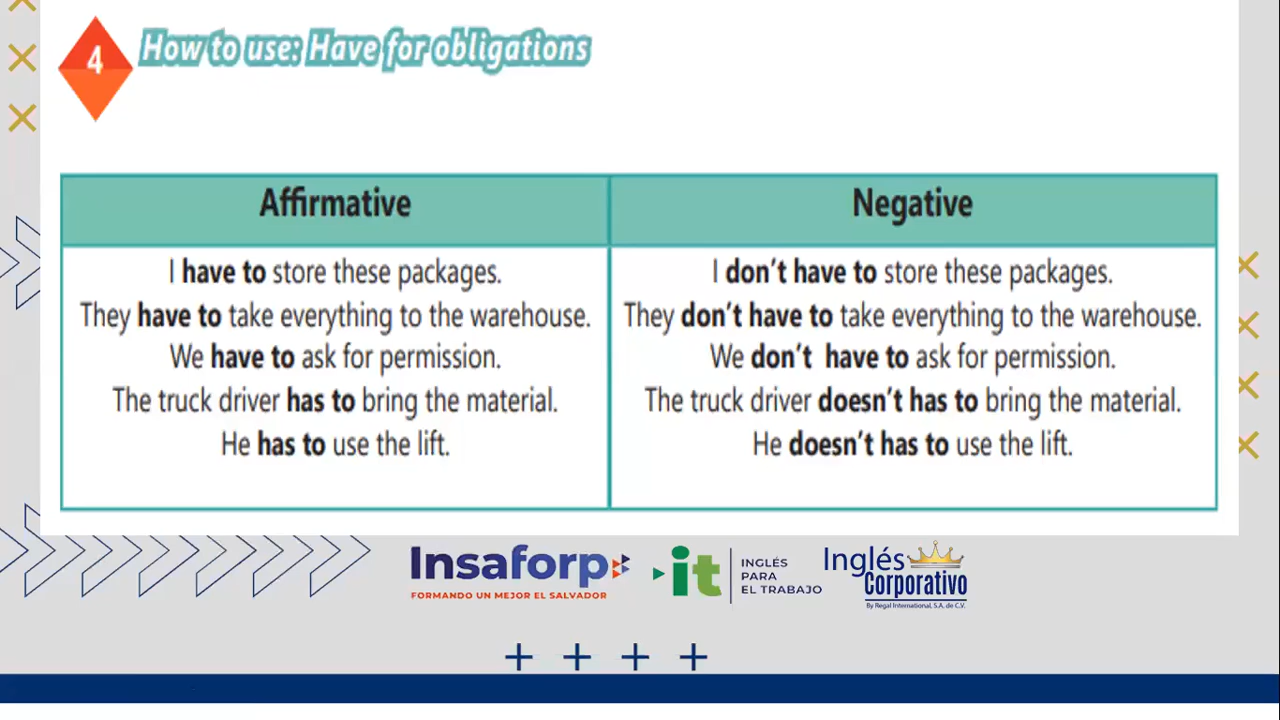 4
How to use: Have for obligations
Affirmative
Negative
I have to store these packages.
They have to take everything to the warehouse.
We have to ask for permission.
The truck driver has to bring the material.
He has to use the lift.
I don't have to store these packages.
They don't have to take everything to the warehouse.
We don't have to ask for permission.
The truck driver doesn't has to bring the material.
He doesn't has to use the lift.
Insaforp
FORMANDO UN MEJOR EL SALVADOR
it
INGLÉS
PARA
EL TRABAJO
Inglés
Corporativo
By Regal International, S.A. de C.V.